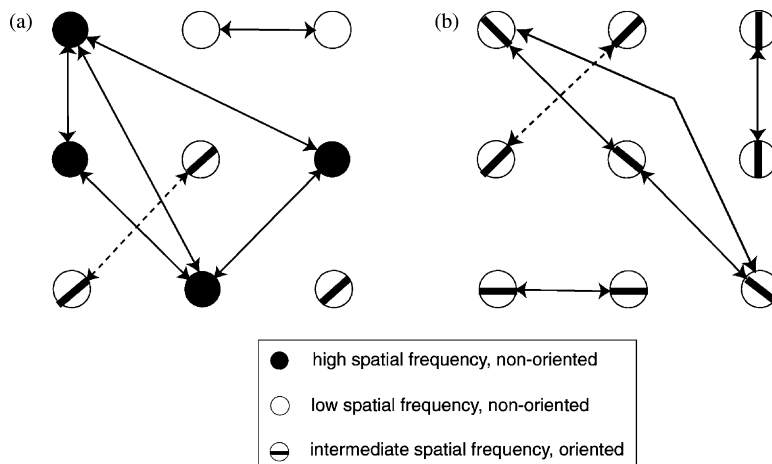 (a)
(b)
high spatial frequency, non-oriented
low spatial frequency, non-oriented
intermediate spatial frequency, oriented